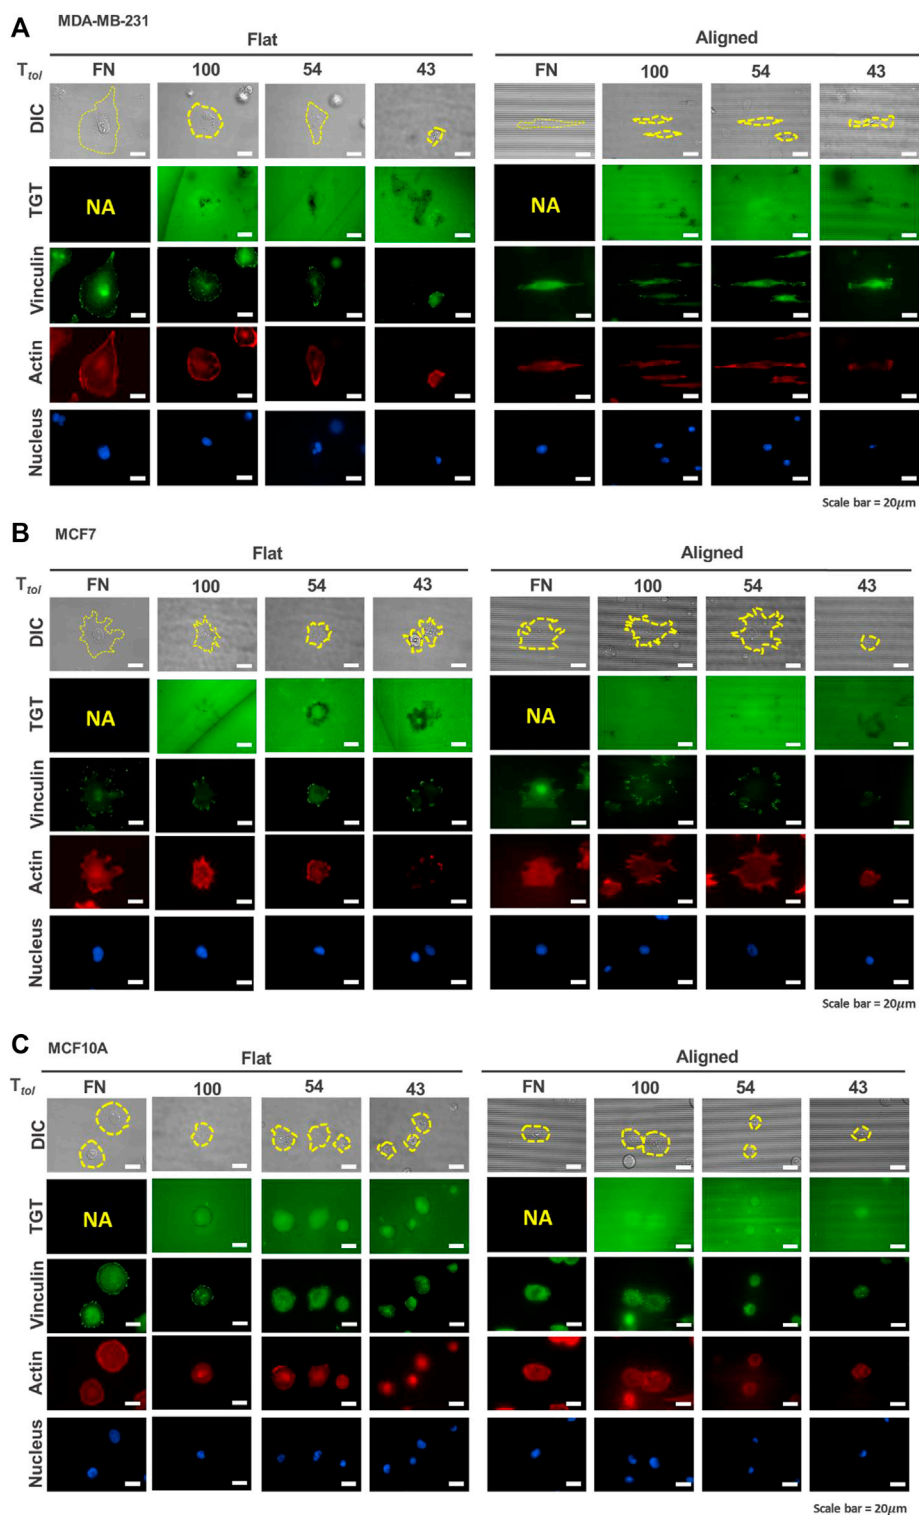 A MDA-MB-231
Flat Aligned
T_tol FN 100 54 43 FN 100 54 43
DIC
TGT NA NA
Vinculin
Actin
Nucleus
Scale bar = 20μm
B MCF7
Flat Aligned
T_tol FN 100 54 43 FN 100 54 43
DIC
TGT NA NA
Vinculin
Actin
Nucleus
Scale bar = 20μm
C MCF10A
Flat Aligned
T_tol FN 100 54 43 FN 100 54 43
DIC
TGT NA NA
Vinculin
Actin
Nucleus
Scale bar = 20μm